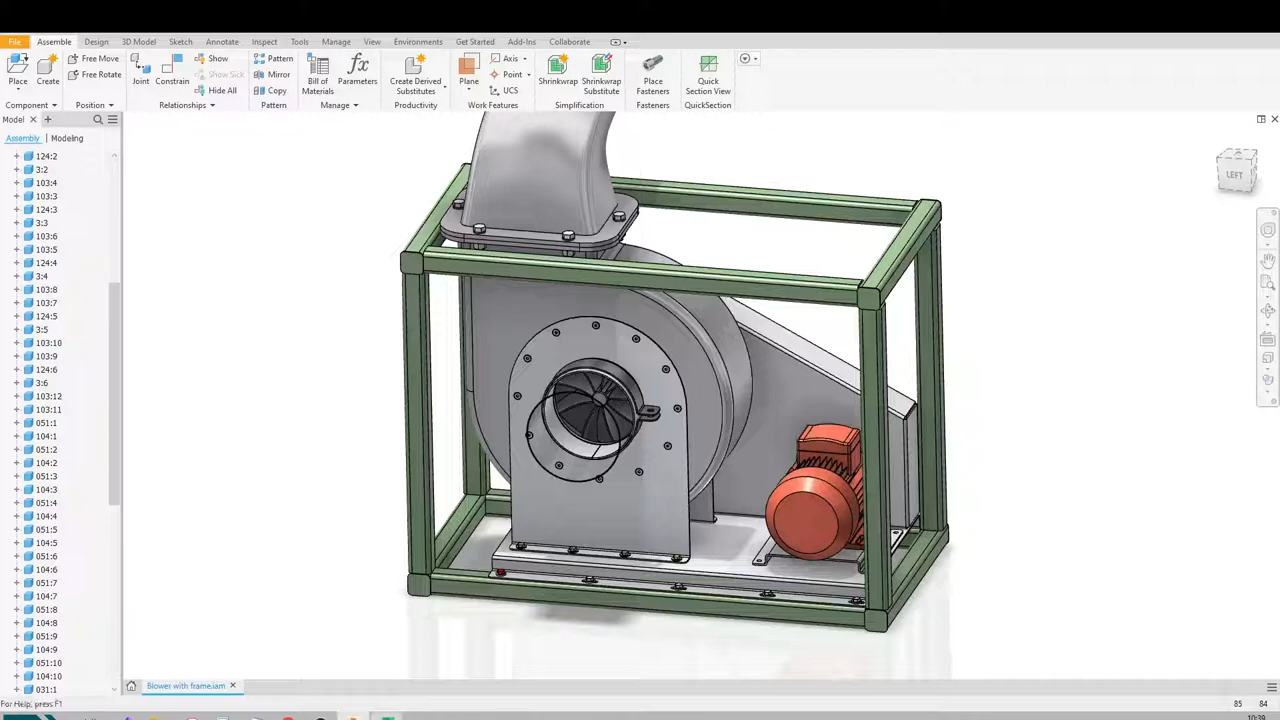 File Assemble Design 3D Model Sketch Annotate Inspect Tools Manage View Environments Get Started Add-Ins Collaborate
Place
Create
Free Move
Free Rotate
Joint
Constrain
Show
Show Sick
Hide All
Pattern
Mirror
Copy
Bill of
Materials
Parameters
Create Derived
Substitutes
Plane
Axis
Point
UCS
Shrinkwrap
Shrinkwrap
Substitute
Place
Fasteners
Quick
Section View
Component Position Relationships Pattern Manage Productivity Work Features Simplification Fasteners QuickSection
Model
Assembly Modeling
124:2
3:2
103:4
103:3
124:3
3:3
103:6
103:5
124:4
3:4
103:8
103:7
124:5
3:5
103:10
103:9
124:6
3:6
103:12
103:11
051:1
104:1
051:2
104:2
051:3
104:3
051:4
104:4
051:5
104:5
051:6
104:6
051:7
104:7
051:8
104:8
051:9
104:9
051:10
104:10
031:1
LEFT
Blower with frame.iam
For Help, press F1
85 84
10:39